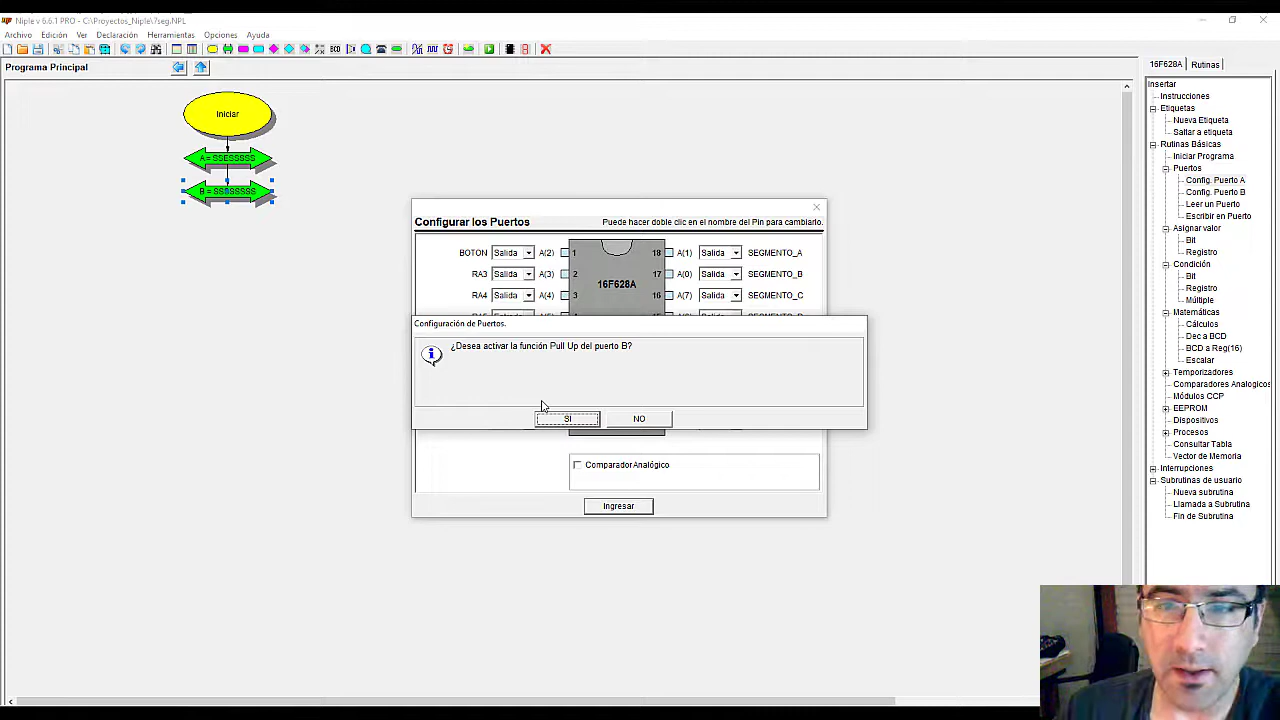 Niple v 6.6.1 PRO - C:\Proyectos_Niple\7seg.NPL
Archivo Edición Ver Declaración Herramientas Opciones Ayuda
Programa Principal
Iniciar
A = SSESSSSS
B = SSSSSSSS
Configurar los Puertos
Puede hacer doble clic en el nombre del Pin para cambiarlo.
BOTON Salida A(2) 1 18 A(1) Salida SEGMENTO_A
RA3 Salida A(3) 2 17 A(0) Salida SEGMENTO_B
16F628A
RA4 Salida A(4) 3 16 A(7) Salida SEGMENTO_C
Configuración de Puertos.
¿Desea activar la función Pull Up del puerto B?
SI NO
Comparador Analógico
Ingresar
16F628A Rutinas
Insertar
Instrucciones
Etiquetas
Nueva Etiqueta
Saltar a etiqueta
Rutinas Básicas
Iniciar Programa
Puertos
Config. Puerto A
Config. Puerto B
Leer un Puerto
Escribir en Puerto
Asignar valor
Bit
Registro
Condición
Bit
Registro
Múltiple
Matemáticas
Cálculos
Dec a BCD
BCD a Reg(16)
Escalar
Temporizadores
Comparadores Analogicos
Módulos CCP
EEPROM
Dispositivos
Procesos
Consultar Tabla
Vector de Memoria
Interrupciones
Subrutinas de usuario
Nueva subrutina
Llamada a Subrutina
Fin de Subrutina